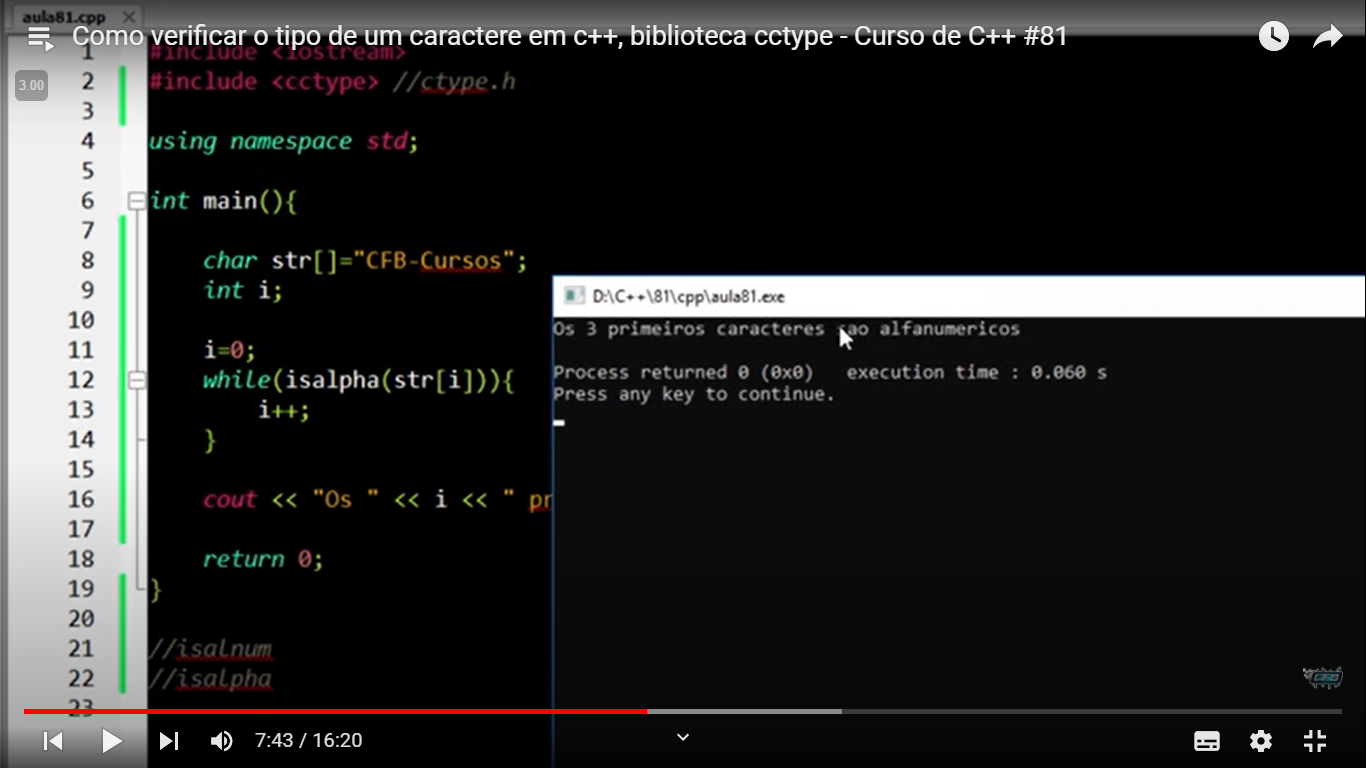 aula81.cpp
Como verificar o tipo de um caractere em c++, biblioteca cctype - Curso de C++ #81
3.00
1 #include <iostream>
2 #include <cctype> //ctype.h
3
4 using namespace std;
5
6 int main(){
7
8 char str[]="CFB-Cursos";
9 int i;
10
11 i=0;
12 while(isalpha(str[i])){
13 i++;
14 }
15
16 cout << "Os " << i << " pr
17
18 return 0;
19 }
20
21 //isalnum
22 //isalpha
23
D:\C++\81\cpp\aula81.exe
Os 3 primeiros caracteres sao alfanumericos
Process returned 0 (0x0) execution time : 0.060 s
Press any key to continue.
7:43 / 16:20